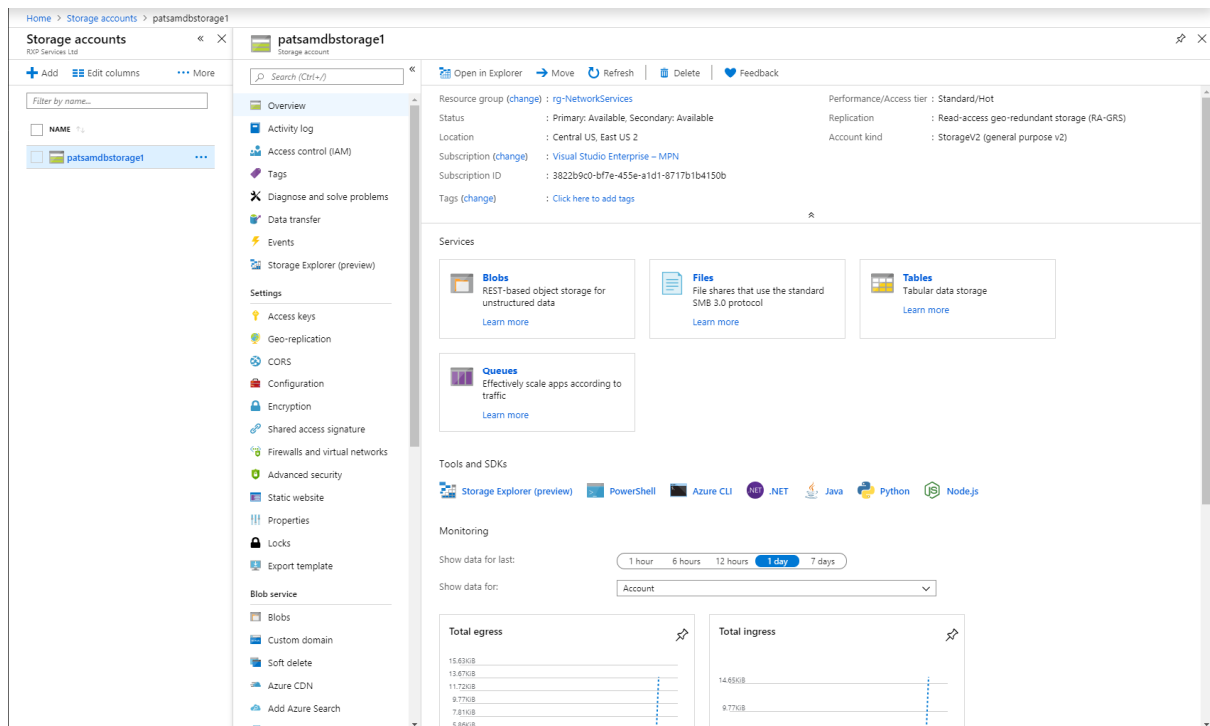 Home > Storage accounts > patsamdbstorage1
Storage accounts
RXP Services Ltd
Add Edit columns ••• More
Filter by name...
NAME
patsamdbstorage1 •••
patsamdbstorage1
Storage account
Search (Ctrl+/)
Overview
Activity log
Access control (IAM)
Tags
Diagnose and solve problems
Data transfer
Events
Storage Explorer (preview)
Settings
Access keys
Geo-replication
CORS
Configuration
Encryption
Shared access signature
Firewalls and virtual networks
Advanced security
Static website
Properties
Locks
Export template
Blob service
Blobs
Custom domain
Soft delete
Azure CDN
Add Azure Search
Open in Explorer Move Refresh Delete Feedback
Resource group (change) : rg-NetworkServices
Status : Primary: Available, Secondary: Available
Location : Central US, East US 2
Subscription (change) : Visual Studio Enterprise – MPN
Subscription ID : 3822b9c0-bf7e-455e-a1d1-8717b1b4150b
Tags (change) : Click here to add tags
Performance/Access tier : Standard/Hot
Replication : Read-access geo-redundant storage (RA-GRS)
Account kind : StorageV2 (general purpose v2)
Services
Blobs
REST-based object storage for
unstructured data
Learn more
Files
File shares that use the standard
SMB 3.0 protocol
Learn more
Tables
Tabular data storage
Learn more
Queues
Effectively scale apps according to
traffic
Learn more
Tools and SDKs
Storage Explorer (preview) PowerShell Azure CLI NET .NET Java Python JS Node.js
Monitoring
Show data for last: 1 hour 6 hours 12 hours 1 day 7 days
Show data for: Account
Total egress
15.63KiB
13.67KiB
11.72KiB
9.77KiB
7.81KiB
5.86KiB
Total ingress
14.65KiB
9.77KiB